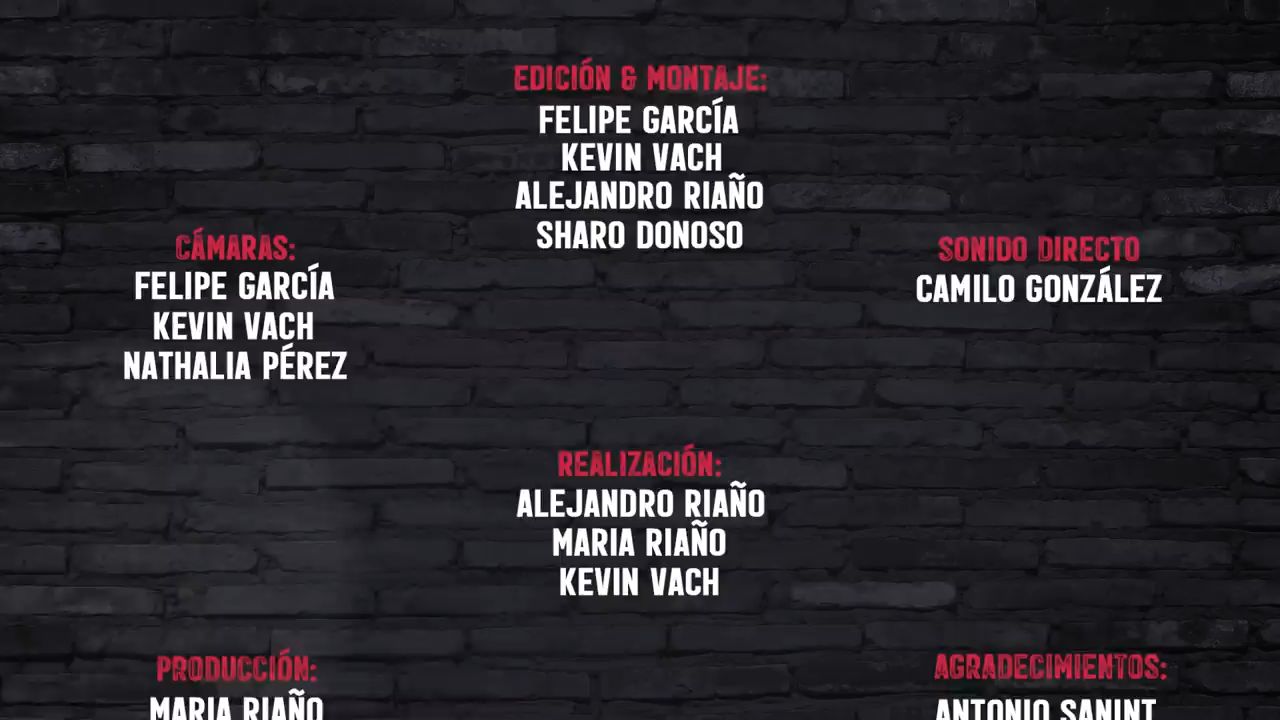 EDICIÓN & MONTAJE:
FELIPE GARCÍA
KEVIN VACH
ALEJANDRO RIAÑO
SHARO DONOSO
CÁMARAS:
FELIPE GARCÍA
KEVIN VACH
NATHALIA PÉREZ
SONIDO DIRECTO
CAMILO GONZÁLEZ
REALIZACIÓN:
ALEJANDRO RIAÑO
MARIA RIAÑO
KEVIN VACH
PRODUCCIÓN:
MARIA RIAÑO
AGRADECIMIENTOS:
ANTONIO SANINT